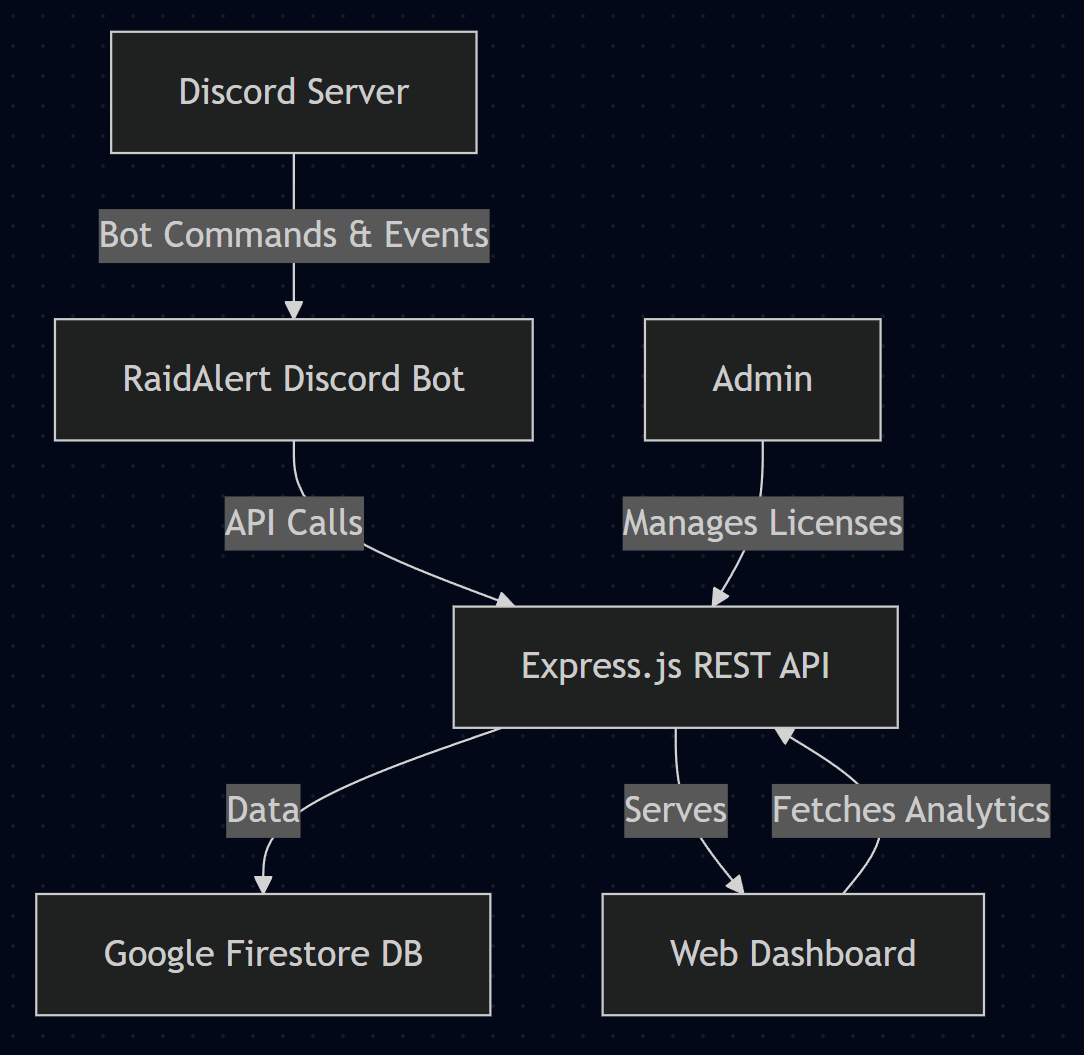 Discord Server
Bot Commands & Events
RaidAlert Discord Bot
Admin
API Calls
Manages Licenses
Express.js REST API
Data
Serves
Fetches Analytics
Google Firestore DB
Web Dashboard